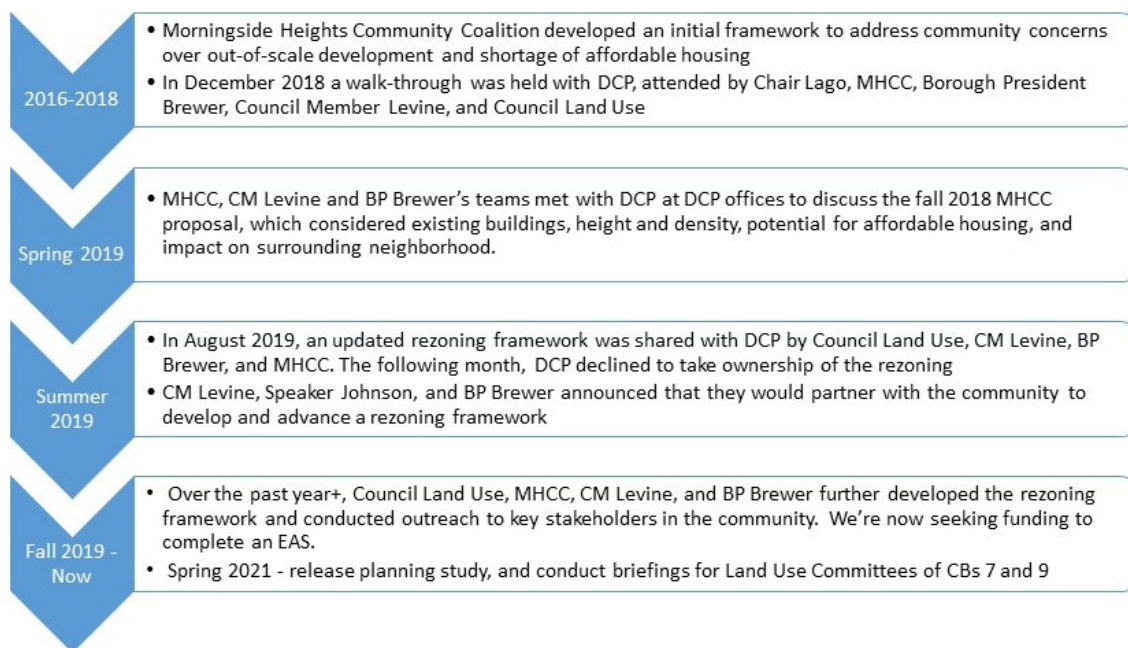 2016-2018
• Morningside Heights Community Coalition developed an initial framework to address community concerns
over out-of-scale development and shortage of affordable housing
• In December 2018 a walk-through was held with DCP, attended by Chair Lago, MHCC, Borough President
Brewer, Council Member Levine, and Council Land Use
Spring 2019
• MHCC, CM Levine and BP Brewer’s teams met with DCP at DCP offices to discuss the fall 2018 MHCC
proposal, which considered existing buildings, height and density, potential for affordable housing, and
impact on surrounding neighborhood.
Summer
2019
• In August 2019, an updated rezoning framework was shared with DCP by Council Land Use, CM Levine, BP
Brewer, and MHCC. The following month, DCP declined to take ownership of the rezoning
• CM Levine, Speaker Johnson, and BP Brewer announced that they would partner with the community to
develop and advance a rezoning framework
Fall 2019 -
Now
• Over the past year+, Council Land Use, MHCC, CM Levine, and BP Brewer further developed the rezoning
framework and conducted outreach to key stakeholders in the community. We’re now seeking funding to
complete an EAS.
• Spring 2021 - release planning study, and conduct briefings for Land Use Committees of CBs 7 and 9